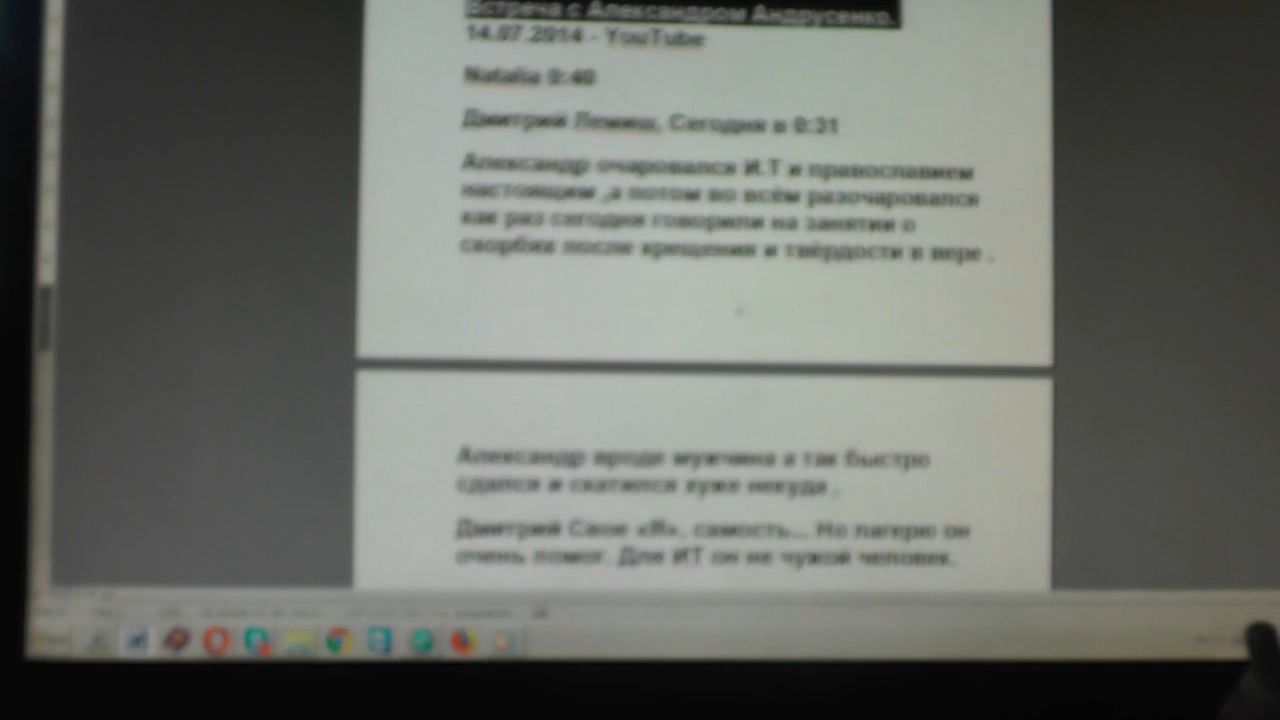 Встреча с Александром Андрусенко.
14.07.2014 - YouTube
Natalia 0:40
Дмитрий Лемиш, Сегодня в 0:31
Александр очаровался И.Т и православием
настоящим ,а потом во всём разочаровался
как раз сегодня говорили на занятии о
скорбях после крещения и твёрдости в вере .
Александр вроде мужчина а так быстро
сдался и скатился хуже некуда .
Дмитрий Свое «Я», самость... Но лагерю он
очень помог. Для ИТ он не чужой человек.